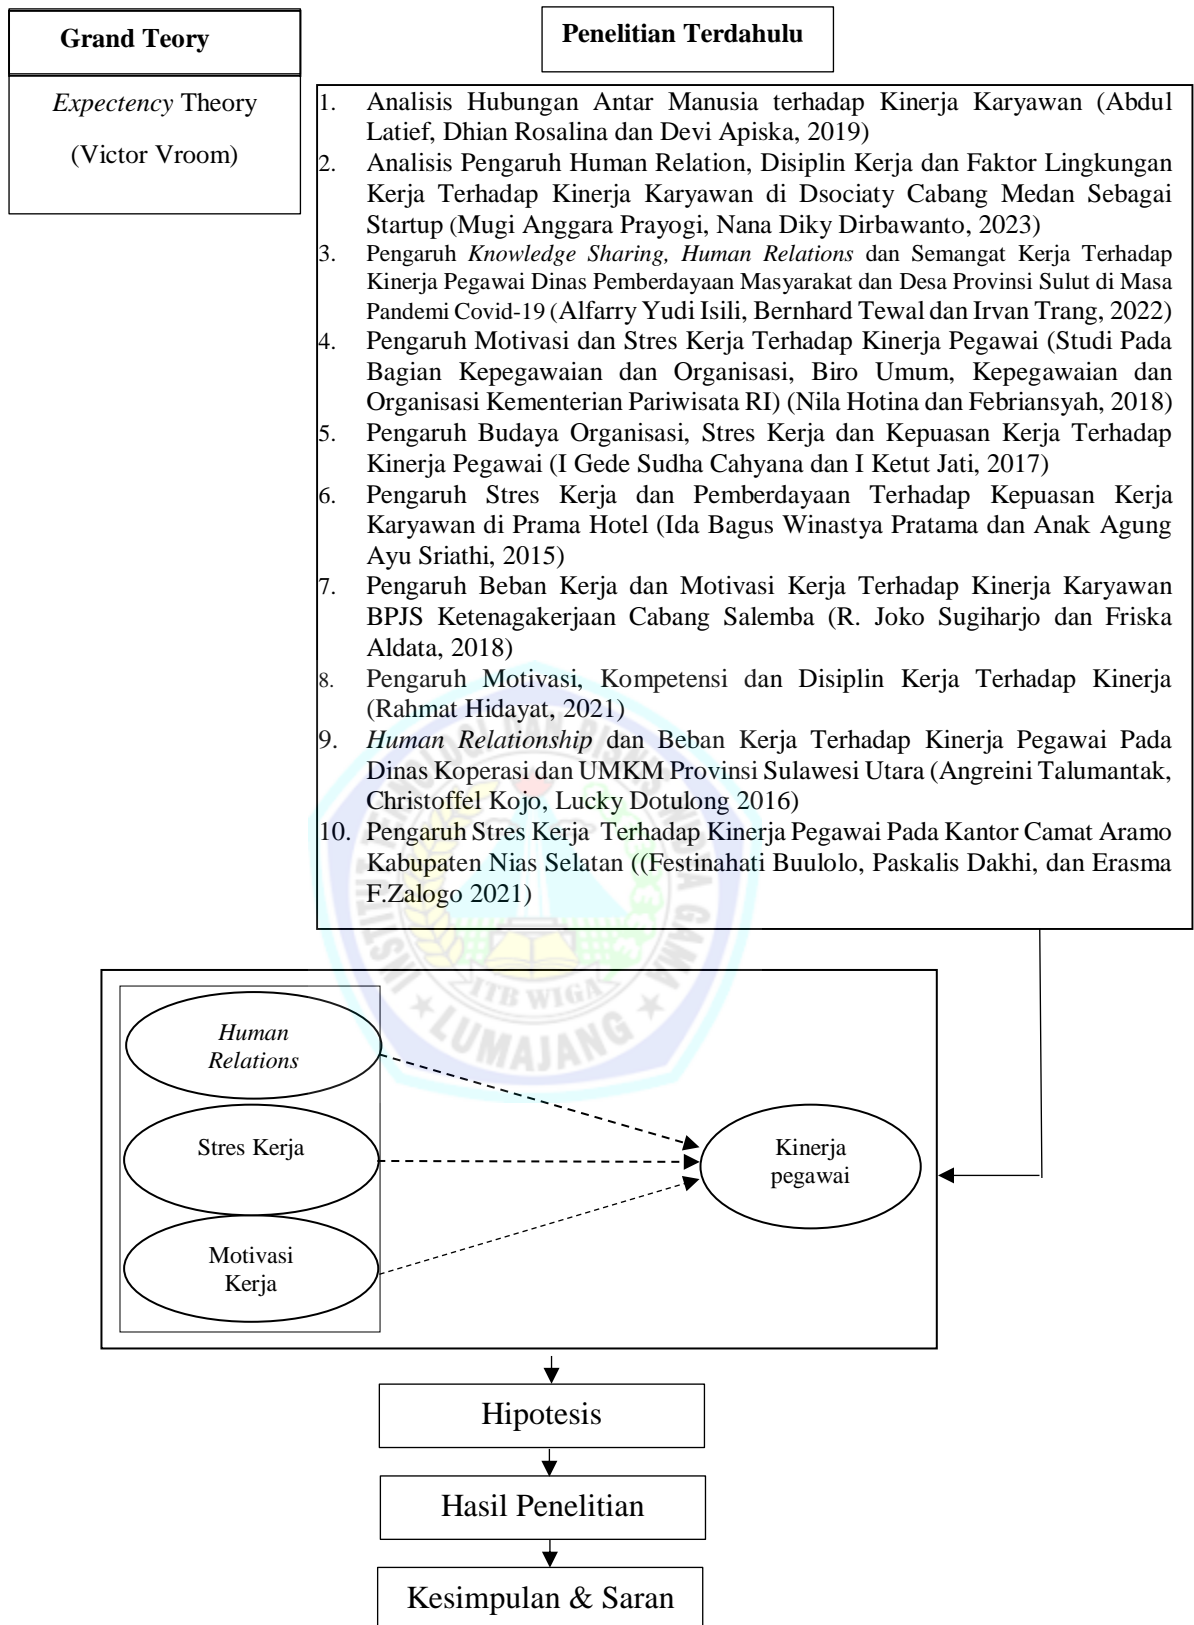 Grand Teory
Expectency Theory
(Victor Vroom)
Penelitian Terdahulu
1. Analisis Hubungan Antar Manusia terhadap Kinerja Karyawan (Abdul
Latief, Dhian Rosalina dan Devi Apiska, 2019)
2. Analisis Pengaruh Human Relation, Disiplin Kerja dan Faktor Lingkungan
Kerja Terhadap Kinerja Karyawan di Dsociaty Cabang Medan Sebagai
Startup (Mugi Anggara Prayogi, Nana Diky Dirbawanto, 2023)
3. Pengaruh Knowledge Sharing, Human Relations dan Semangat Kerja Terhadap
Kinerja Pegawai Dinas Pemberdayaan Masyarakat dan Desa Provinsi Sulut di Masa
Pandemi Covid-19 (Alfarry Yudi Isili, Bernhard Tewal dan Irvan Trang, 2022)
4. Pengaruh Motivasi dan Stres Kerja Terhadap Kinerja Pegawai (Studi Pada
Bagian Kepegawaian dan Organisasi, Biro Umum, Kepegawaian dan
Organisasi Kementerian Pariwisata RI) (Nila Hotina dan Febriansyah, 2018)
5. Pengaruh Budaya Organisasi, Stres Kerja dan Kepuasan Kerja Terhadap
Kinerja Pegawai (I Gede Sudha Cahyana dan I Ketut Jati, 2017)
6. Pengaruh Stres Kerja dan Pemberdayaan Terhadap Kepuasan Kerja
Karyawan di Prama Hotel (Ida Bagus Winastya Pratama dan Anak Agung
Ayu Sriathi, 2015)
7. Pengaruh Beban Kerja dan Motivasi Kerja Terhadap Kinerja Karyawan
BPJS Ketenagakerjaan Cabang Salemba (R. Joko Sugiharjo dan Friska
Aldata, 2018)
8. Pengaruh Motivasi, Kompetensi dan Disiplin Kerja Terhadap Kinerja
(Rahmat Hidayat, 2021)
9. Human Relationship dan Beban Kerja Terhadap Kinerja Pegawai Pada
Dinas Koperasi dan UMKM Provinsi Sulawesi Utara (Angreini Talumantak,
Christoffel Kojo, Lucky Dotulong 2016)
10. Pengaruh Stres Kerja Terhadap Kinerja Pegawai Pada Kantor Camat Aramo
Kabupaten Nias Selatan ((Festinahati Buulolo, Paskalis Dakhi, dan Erasma
F.Zalogo 2021)
INSTITUT TEKNOLOGI DAN BISNIS WIDYA GAMA
ITB WIGA
LUMAJANG
Human
Relations
Stres Kerja
Motivasi
Kerja
Kinerja
pegawai
Hipotesis
Hasil Penelitian
Kesimpulan & Saran